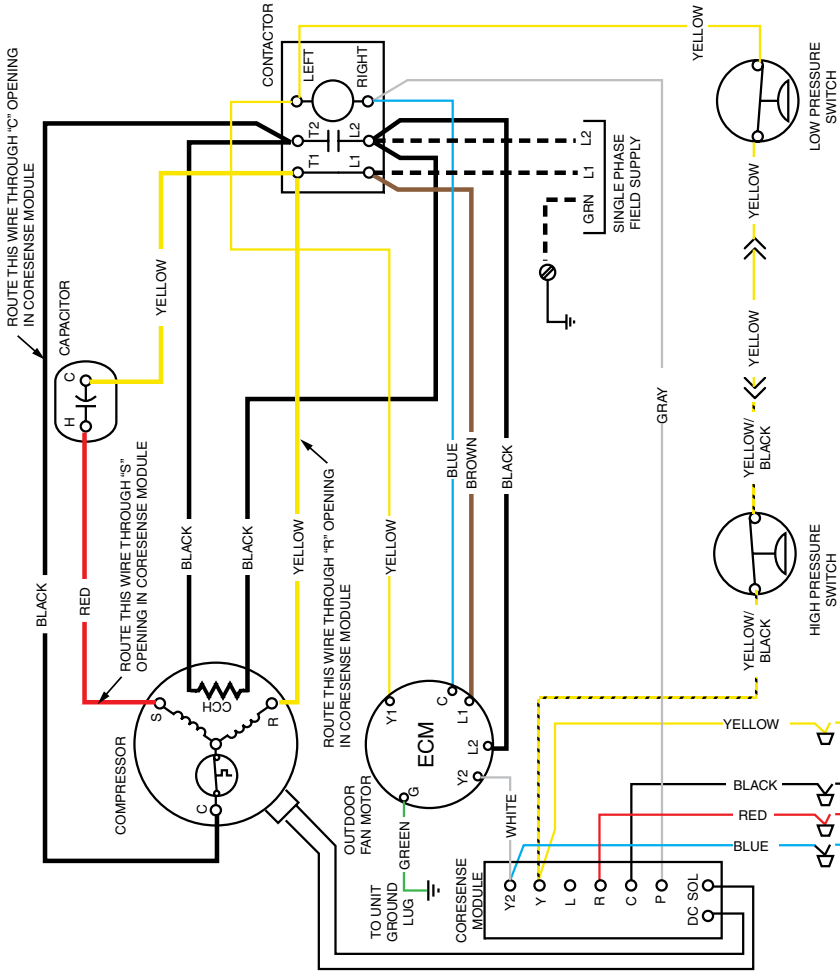 ROUTE THIS WIRE THROUGH “C” OPENING
IN CORESENSE MODULE
CAPACITOR
H
C
YELLOW
RED
BLACK
ROUTE THIS WIRE THROUGH “S”
OPENING IN CORESENSE MODULE
CONTACTOR
LEFT
RIGHT
T2
L2
T1
L1
L2
L1
GRN
SINGLE PHASE
FIELD SUPPLY
YELLOW
LOW PRESSURE
SWITCH
YELLOW
YELLOW
YELLOW/
BLACK
HIGH PRESSURE
SWITCH
YELLOW/
BLACK
BLACK
BLACK
YELLOW
ROUTE THIS WIRE THROUGH “R” OPENING
IN CORESENSE MODULE
YELLOW
BLUE
BROWN
BLACK
GRAY
COMPRESSOR
S
CCH
R
C
OUTDOOR
FAN MOTOR
ECM
Y1
C
L1
L2
Y2
G
GREEN
TO UNIT
GROUND
LUG
WHITE
CORESENSE
MODULE
Y2
Y
L
R
C
P
DC SOL
YELLOW
BLACK
RED
BLUE